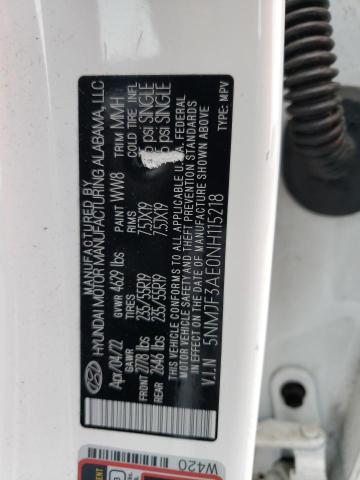 MANUFACTURED BY
HYUNDAI MOTOR MANUFACTURING ALABAMA, LLC
Apr/04/22 GVWR 4629 lbs PAINT WW8 TRIM MMH
GAWR TIRES RIMS COLD TIRE INFL
FRONT 2778 lbs 235/55R19 7.5JX19 psi SINGLE
REAR 2646 lbs 235/55R19 7.5JX19 psi SINGLE
THIS VEHICLE CONFORMS TO ALL APPLICABLE U.S.A. FEDERAL
MOTOR VEHICLE SAFETY AND THEFT PREVENTION STANDARDS
IN EFFECT ON THE DATE OF MANUFACTURE SHOWN ABOVE
V.I.N 5NMJF3AE0NH115218 TYPE: MPV
W420